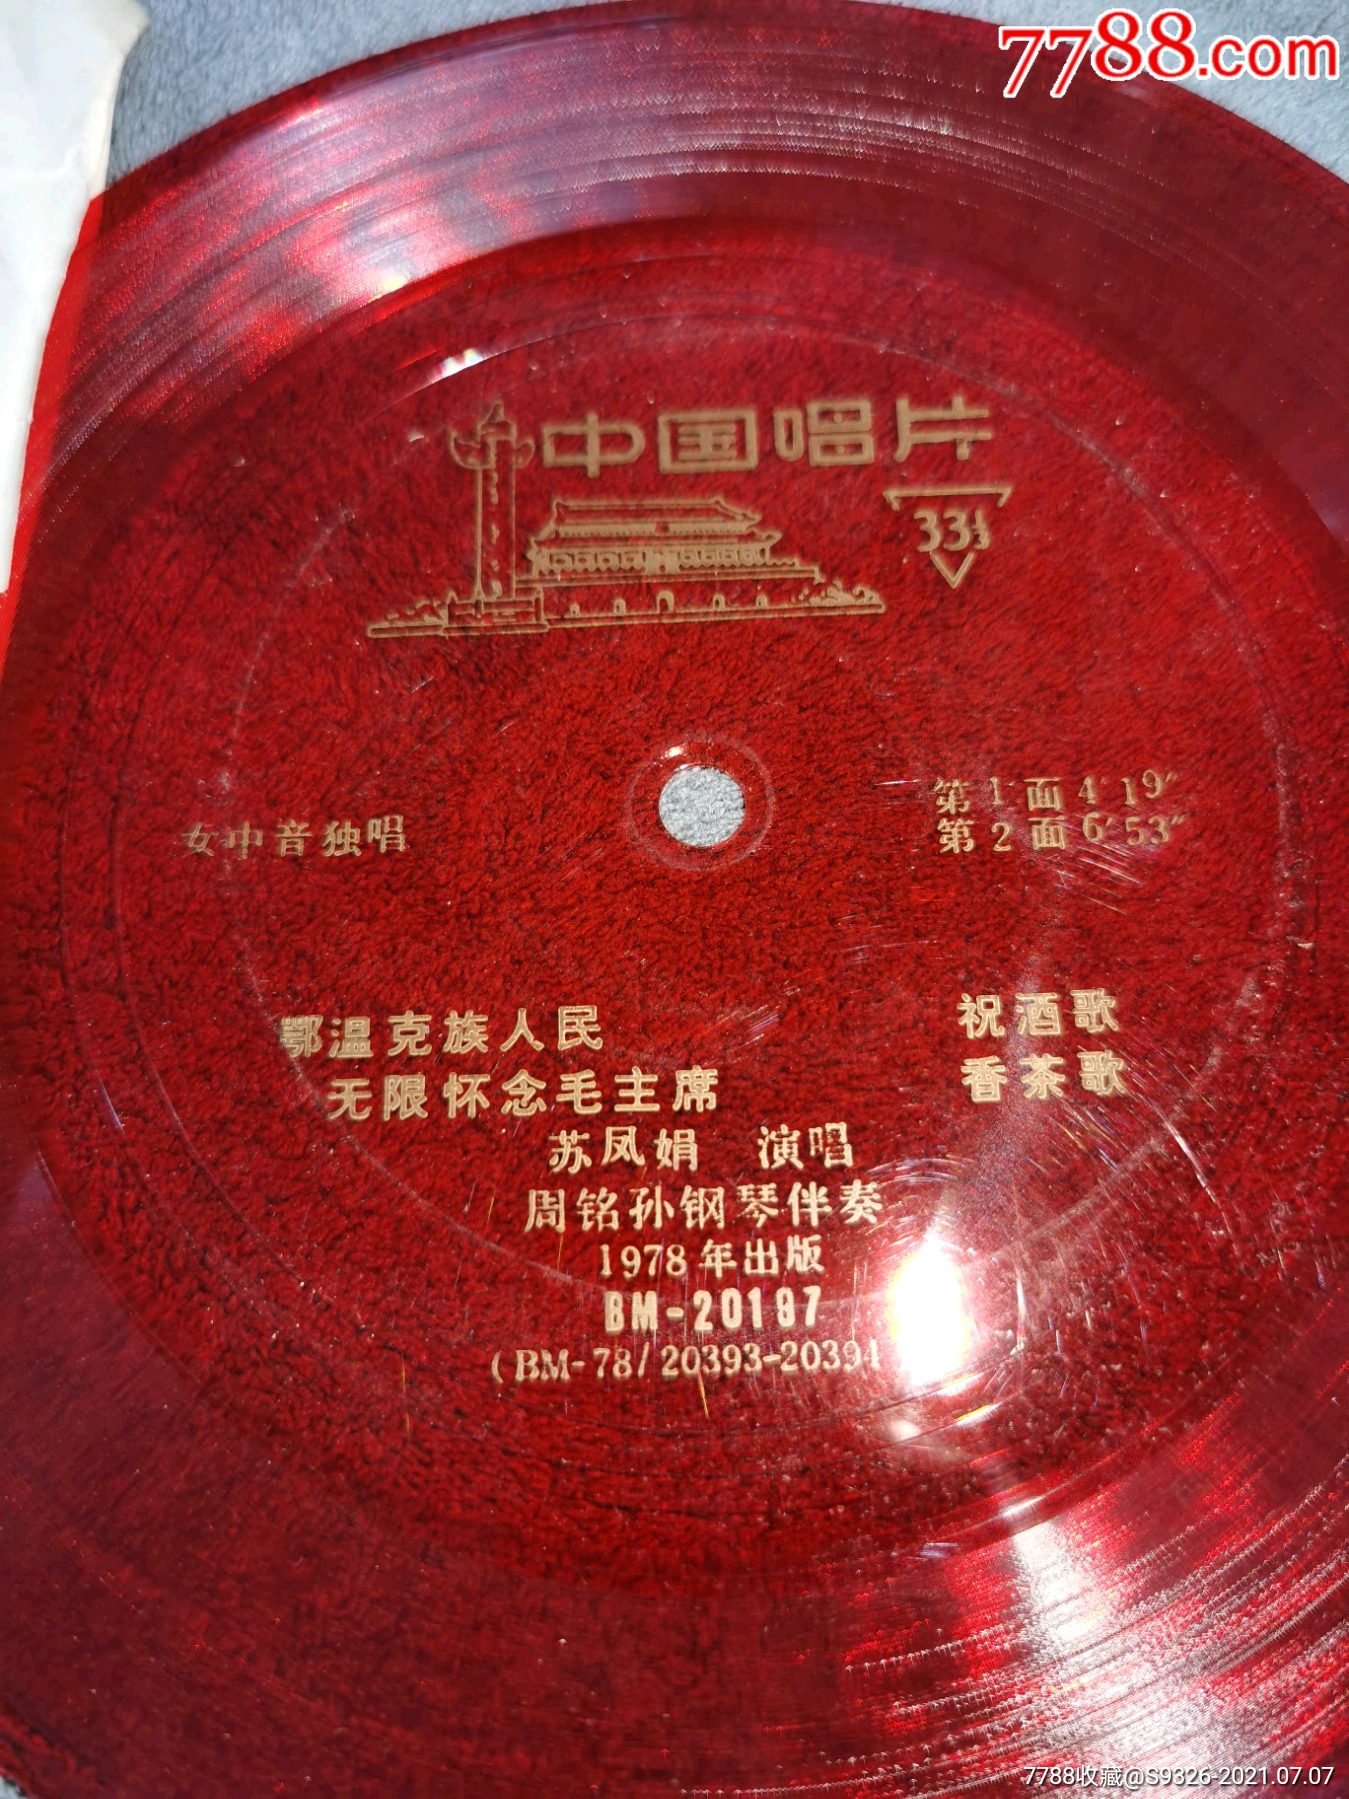 7788.com
中国唱片
33⅓
女中音独唱
第1面4′19″
第2面6′53″
鄂温克族人民
无限怀念毛主席
祝酒歌
香茶歌
苏凤娟 演唱
周铭孙钢琴伴奏
1978年出版
BM-20197
(BM-78/20393-20394
7788收藏@S9326-2021.07.07